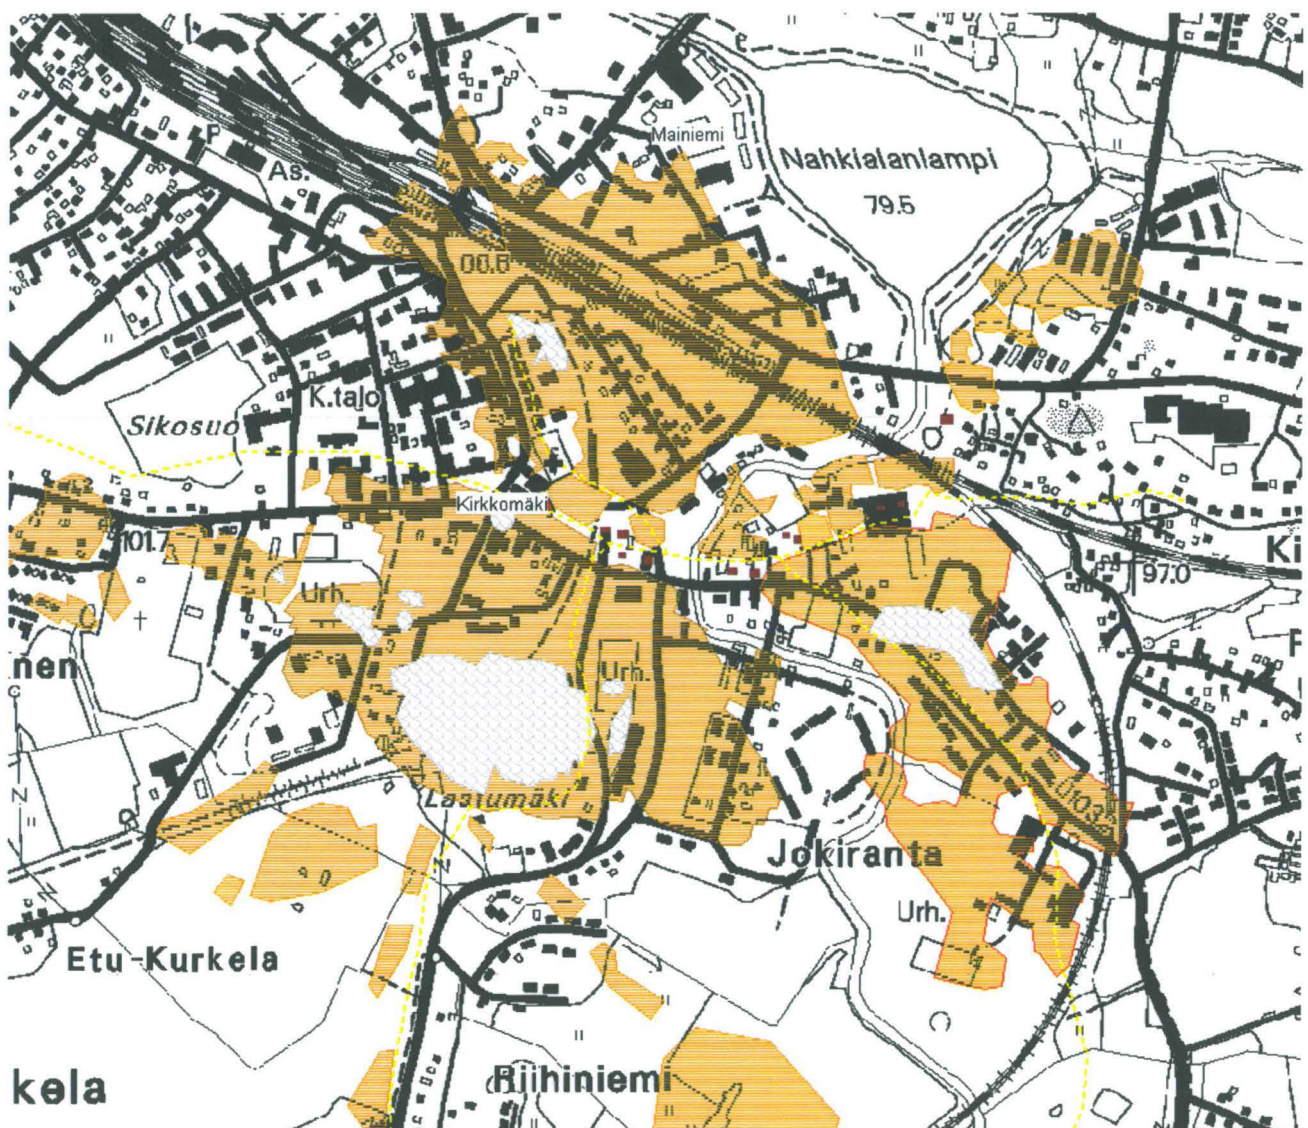 Mainiemi
P
Nahkialanlampi
As.
79.5
K.talo
Sikosuo
Kirkkomäki
101.7
Ki
97.0
Urh.
nen
Urh.
Lastumäki
Jokiranta
Urh.
Etu-Kurkela
Riihiniemi
kela